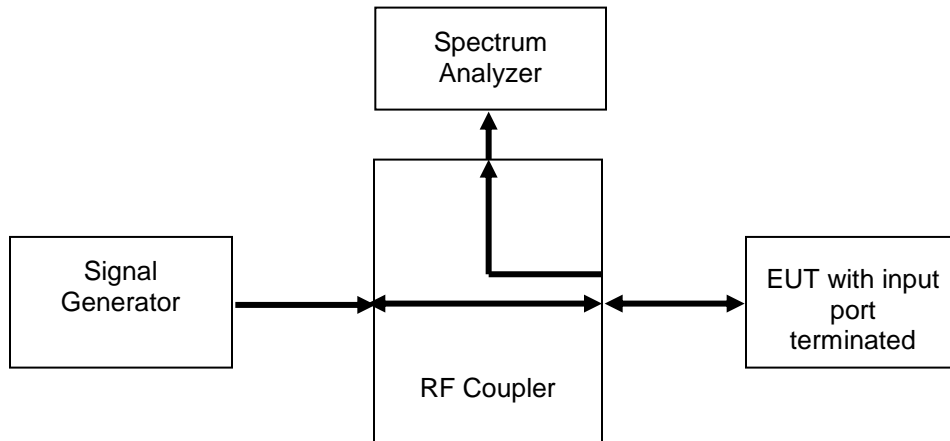 Spectrum
Analyzer
Signal
Generator
EUT with input
port
terminated
RF Coupler